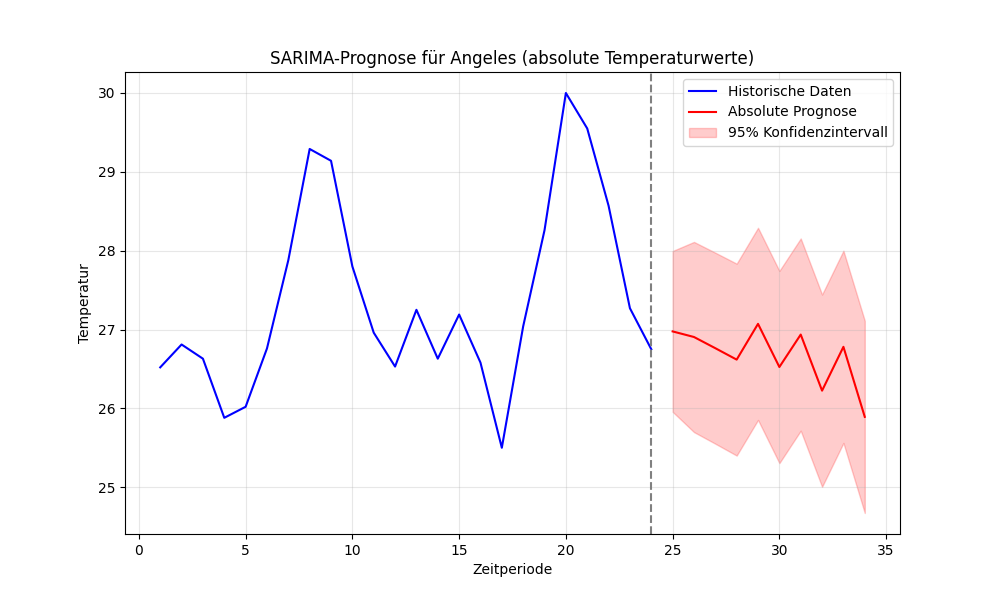 SARIMA-Prognose für Angeles (absolute Temperaturwerte)
Historische Daten
Absolute Prognose
95% Konfidenzintervall
Temperatur
30
29
28
27
26
25
0 5 10 15 20 25 30 35
Zeitperiode